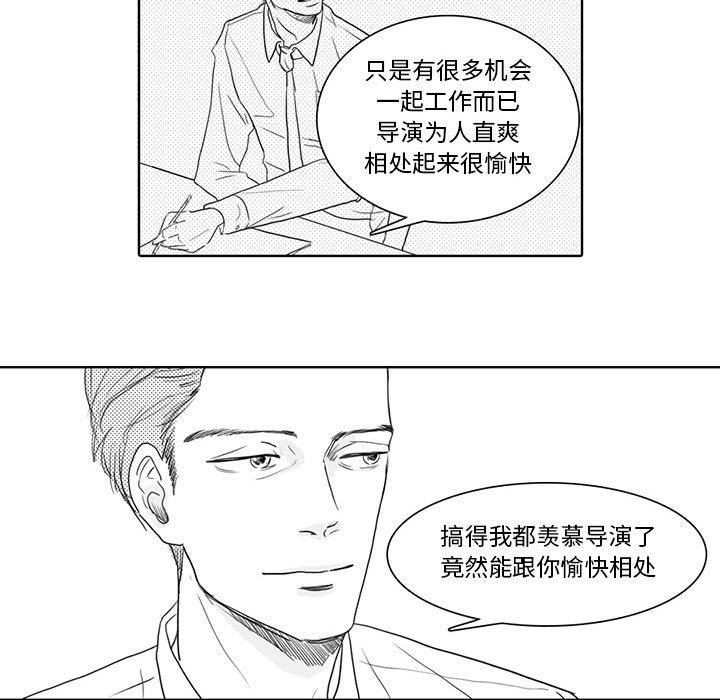 只是有很多机会
一起工作而已
导演为人直爽
相处起来很愉快
搞得我都羡慕导演了
竟然能跟你愉快相处